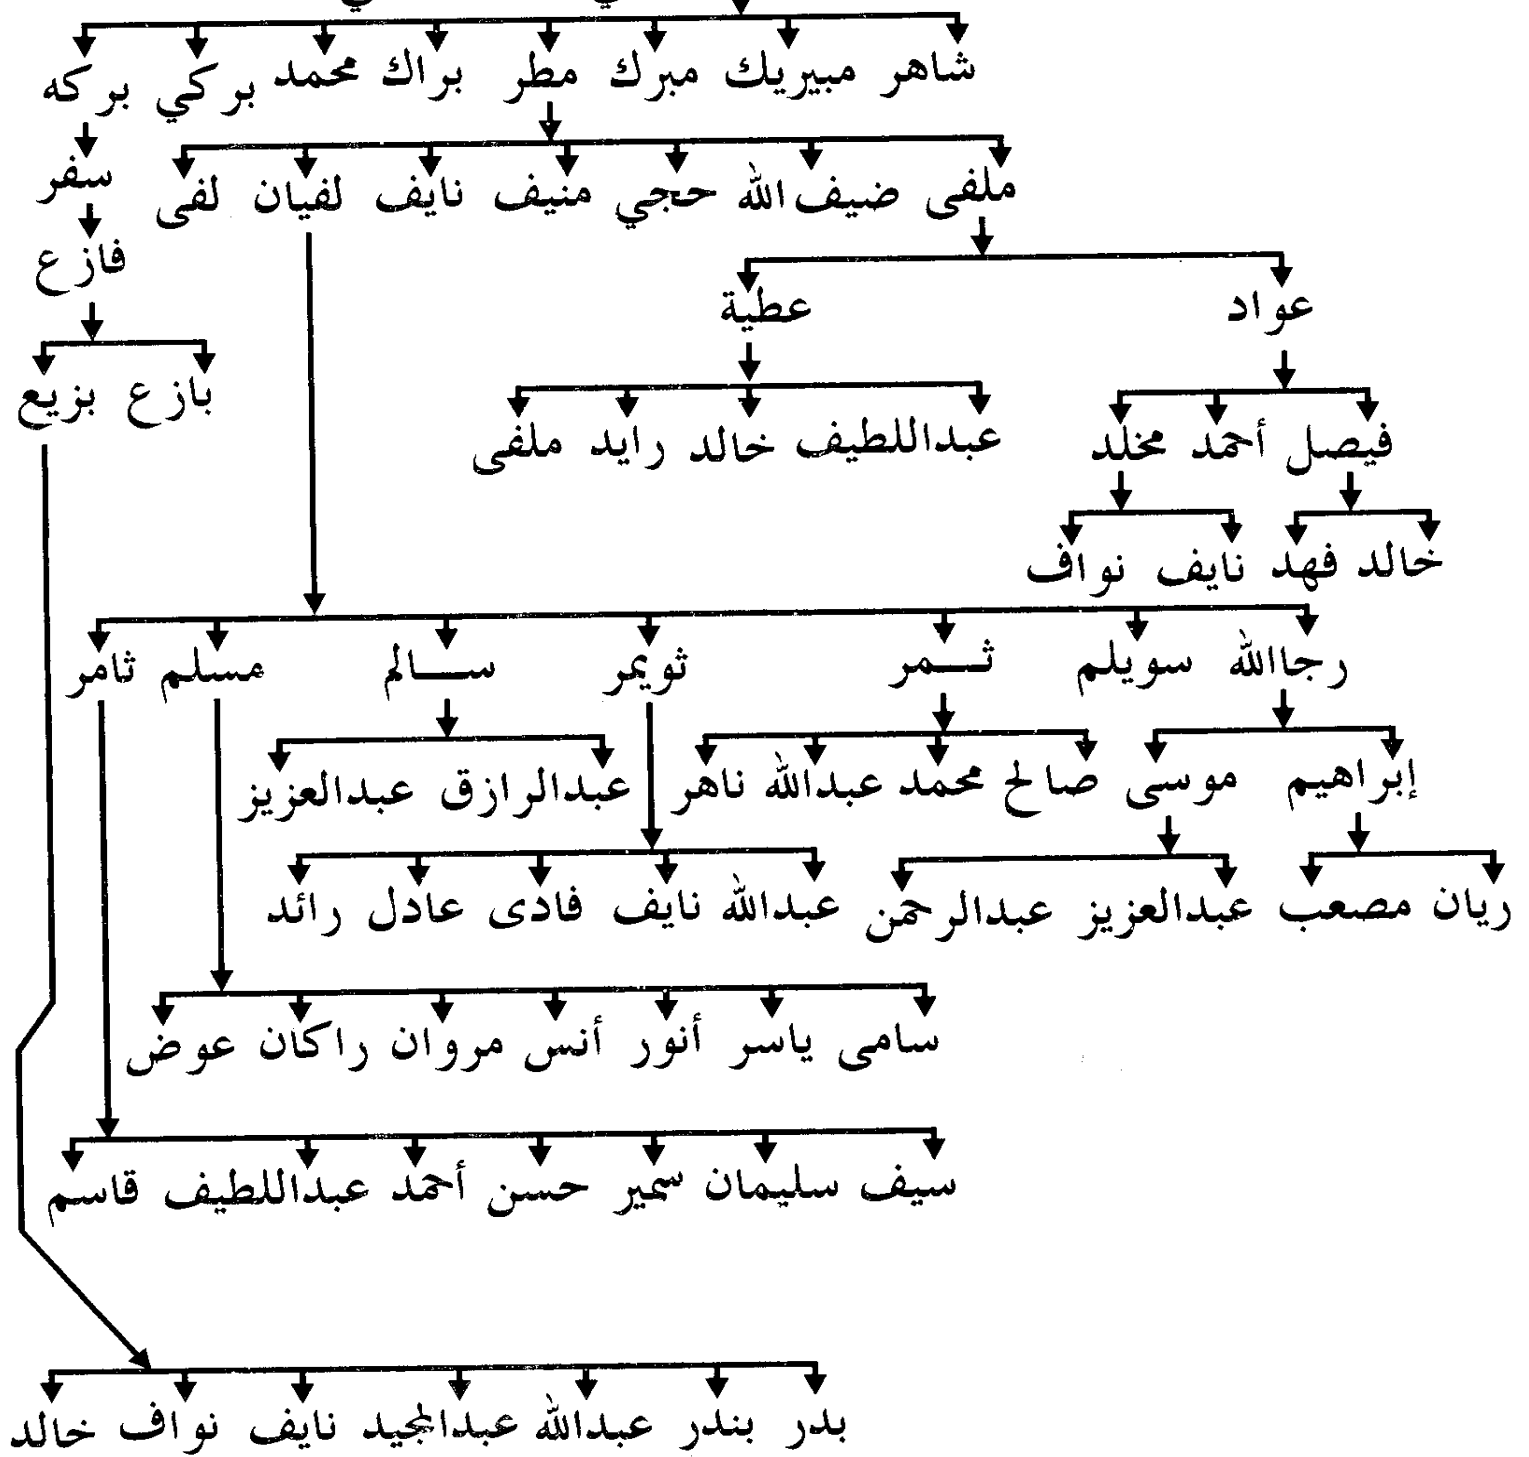 شاهر مبيريك مبرك مطر براك محمد بركي بركه
ملفى ضيف الله حجي منيف نايف لفيان لفى
سفر
فازع
عواد عطية
بازع بزيع
فيصل أحمد مخلد عبداللطيف خالد رايد ملفى
خالد فهد نايف نواف
رجاالله سويلم ثمر ثويمر سالم مسلم ثامر
إبراهيم موسى صالح محمد عبدالله ناهر عبدالرازق عبدالعزيز
ريان مصعب عبدالعزيز عبدالرحمن عبدالله نايف فادى عادل رائد
سامى ياسر أنور أنس مروان راكان عوض
سيف سليمان سمير حسن أحمد عبداللطيف قاسم
بدر بندر عبدالله عبدالمجيد نايف نواف خالد